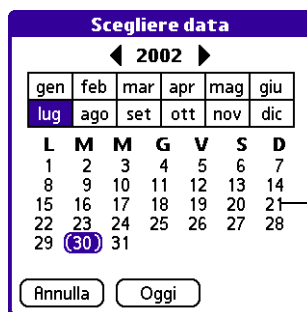 Scegliere data
2002
gen feb mar apr mag giu
lug ago set ott nov dic
L M M G V S D
1 2 3 4 5 6 7
8 9 10 11 12 13 14
15 16 17 18 19 20 21
22 23 24 25 26 27 28
29 (30) 31
Annulla Oggi